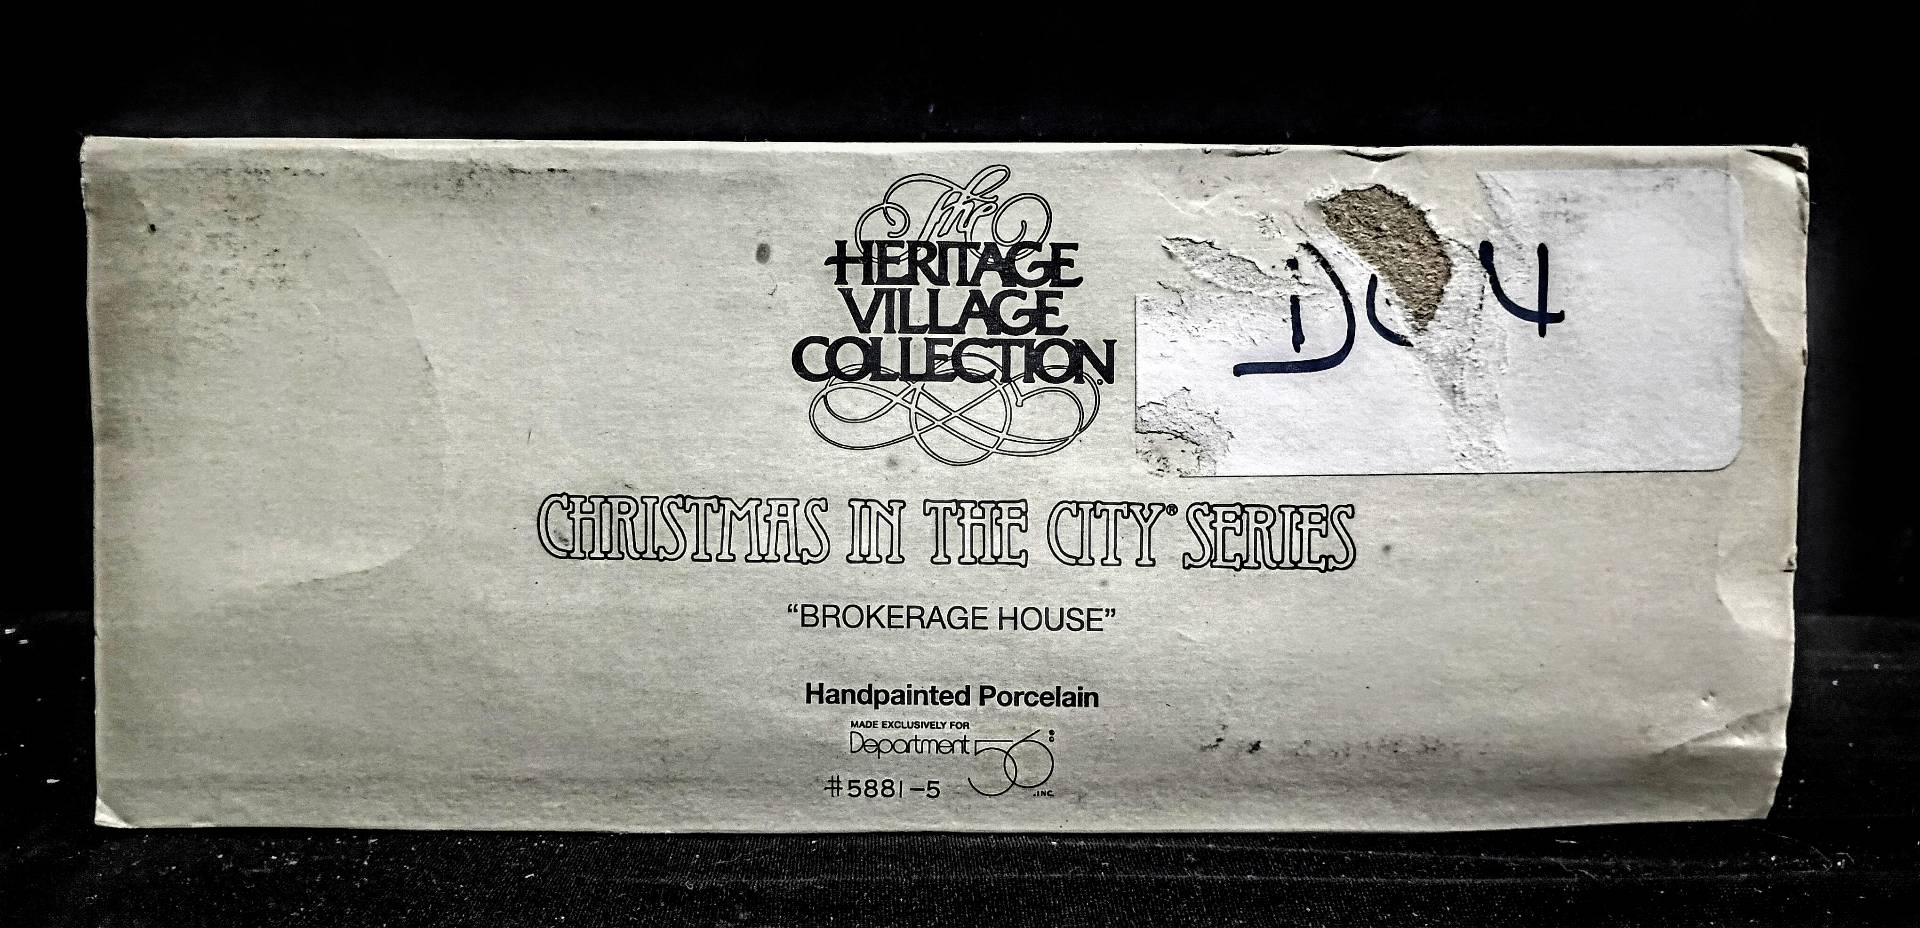 The
HERITAGE
VILLAGE
COLLECTION®
CHRISTMAS IN THE CITY® SERIES
“BROKERAGE HOUSE”
Handpainted Porcelain
MADE EXCLUSIVELY FOR
Department 56® INC.
#5881-5